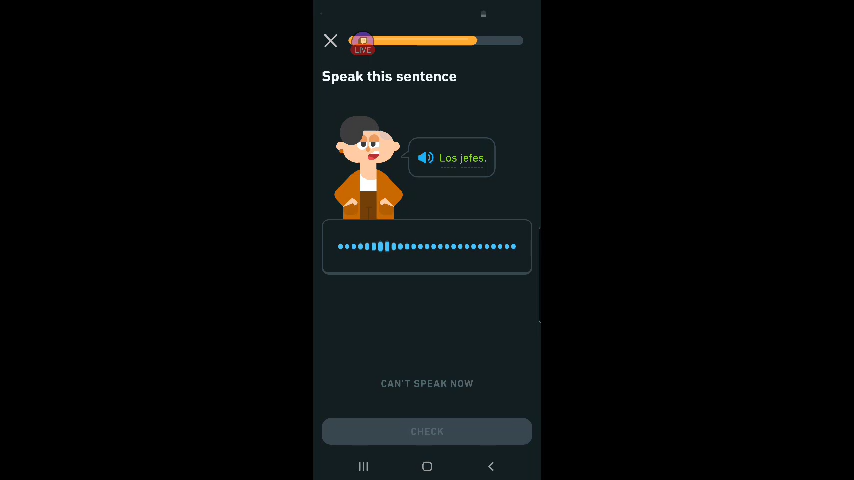 LIVE
Speak this sentence
Los jefes.
CAN'T SPEAK NOW
CHECK